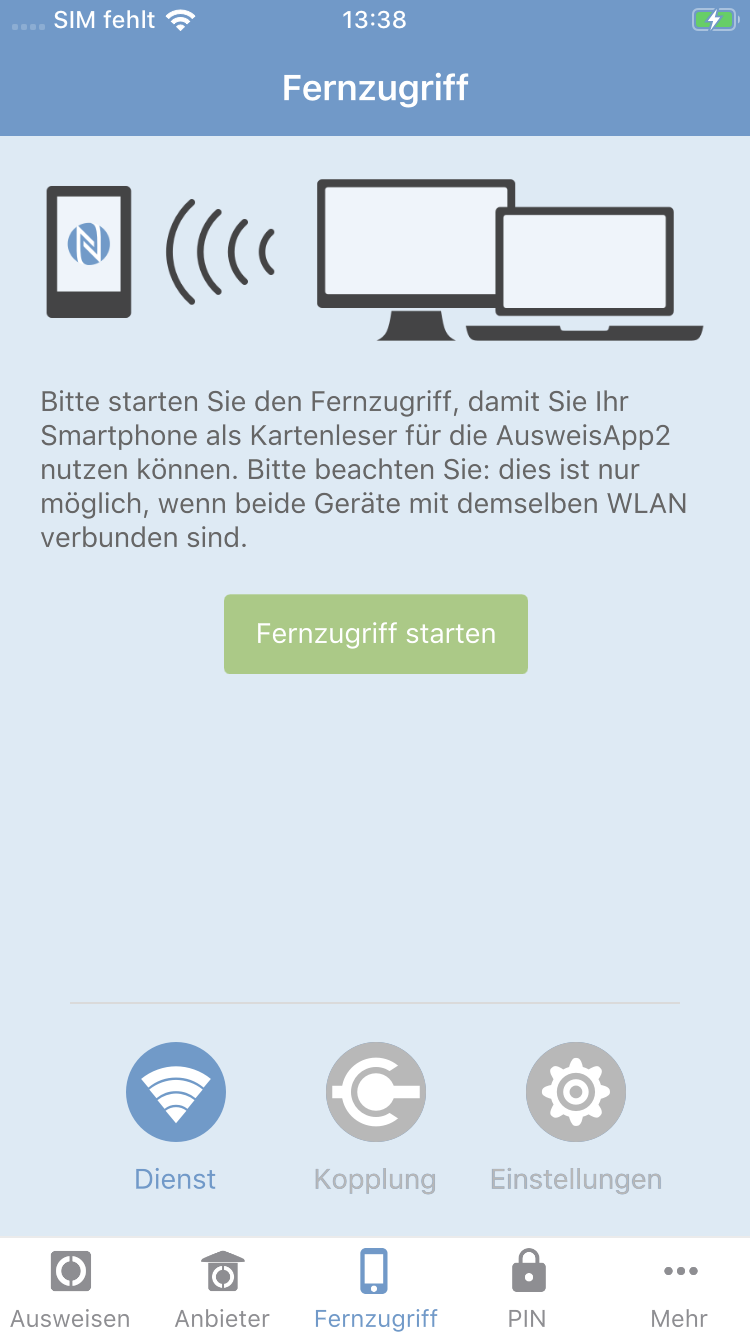 SIM fehlt
13:38
Fernzugriff
Bitte starten Sie den Fernzugriff, damit Sie Ihr
Smartphone als Kartenleser für die AusweisApp2
nutzen können. Bitte beachten Sie: dies ist nur
möglich, wenn beide Geräte mit demselben WLAN
verbunden sind.
Fernzugriff starten
Dienst
Kopplung
Einstellungen
Ausweisen
Anbieter
Fernzugriff
PIN
Mehr